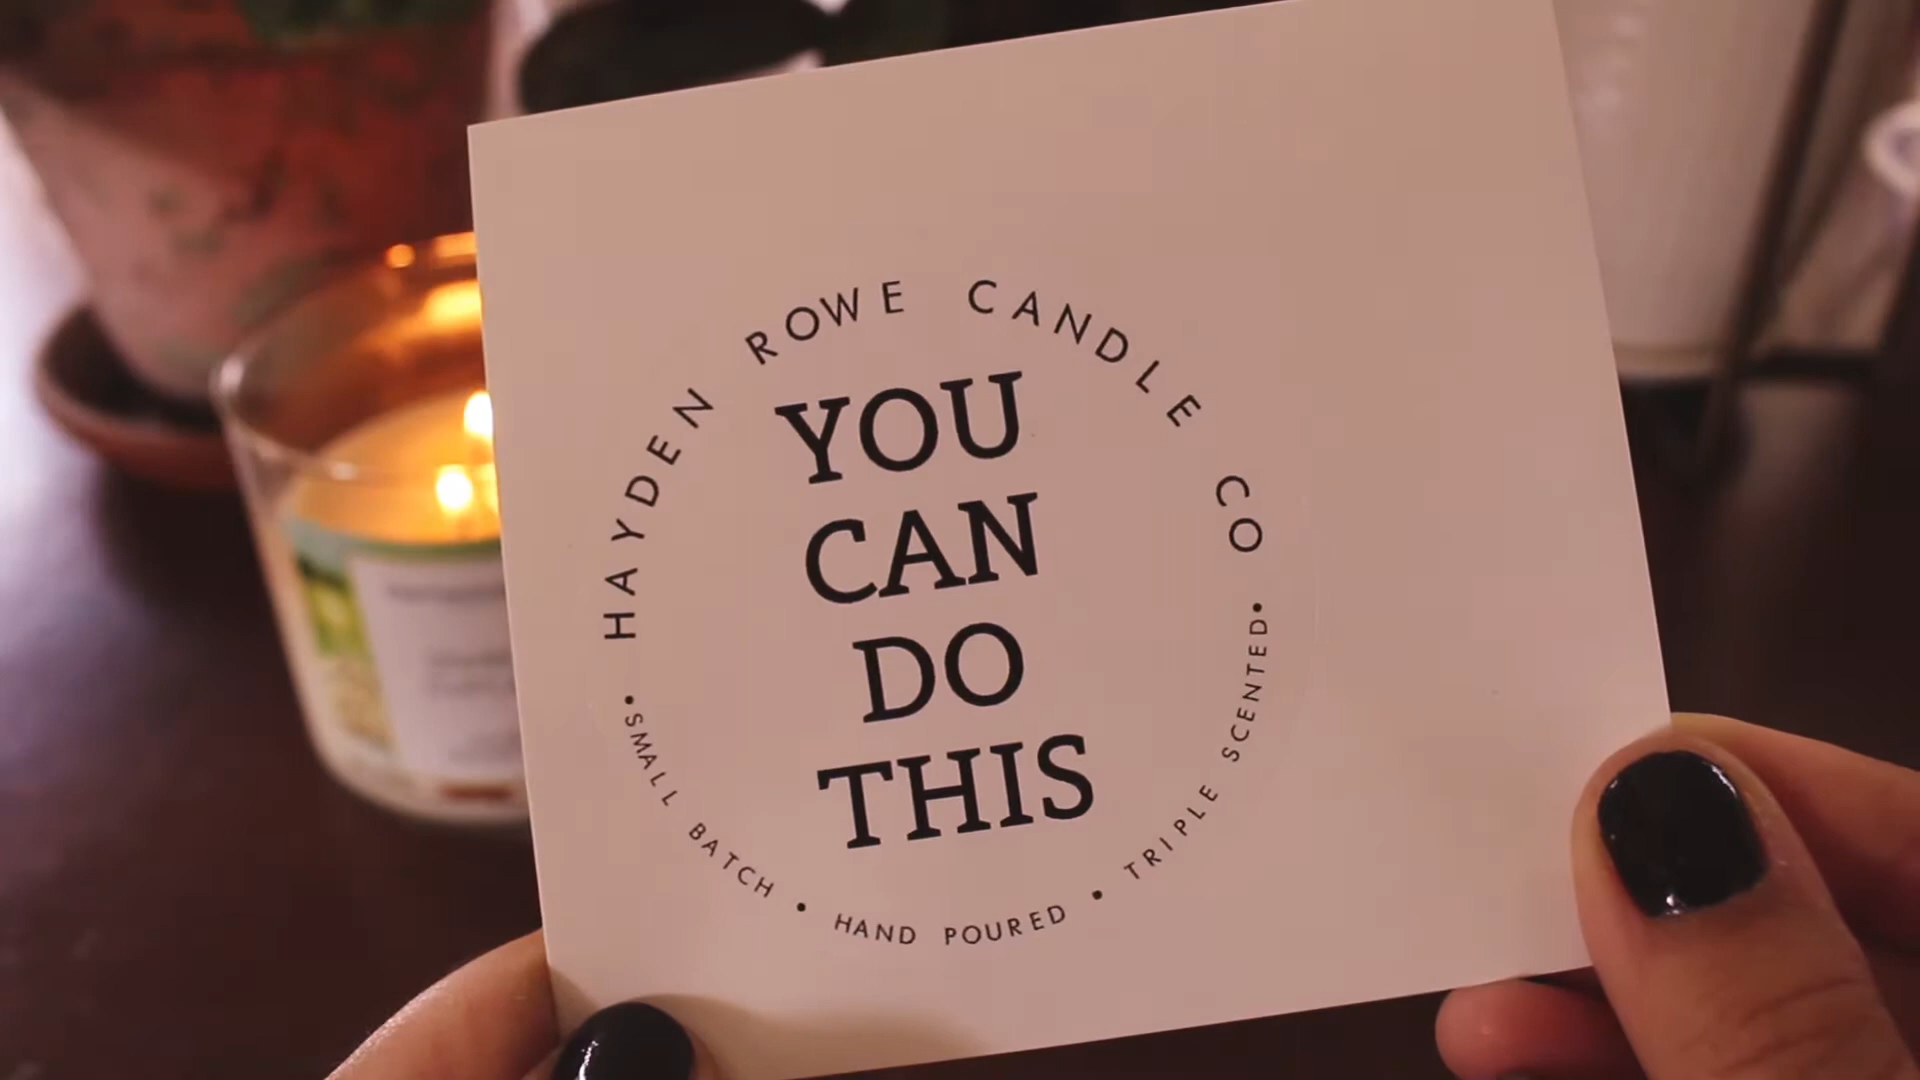 HAYDEN ROWE CANDLE CO
YOU
CAN
DO
THIS
•SMALL BATCH • HAND POURED • TRIPLE SCENTED•